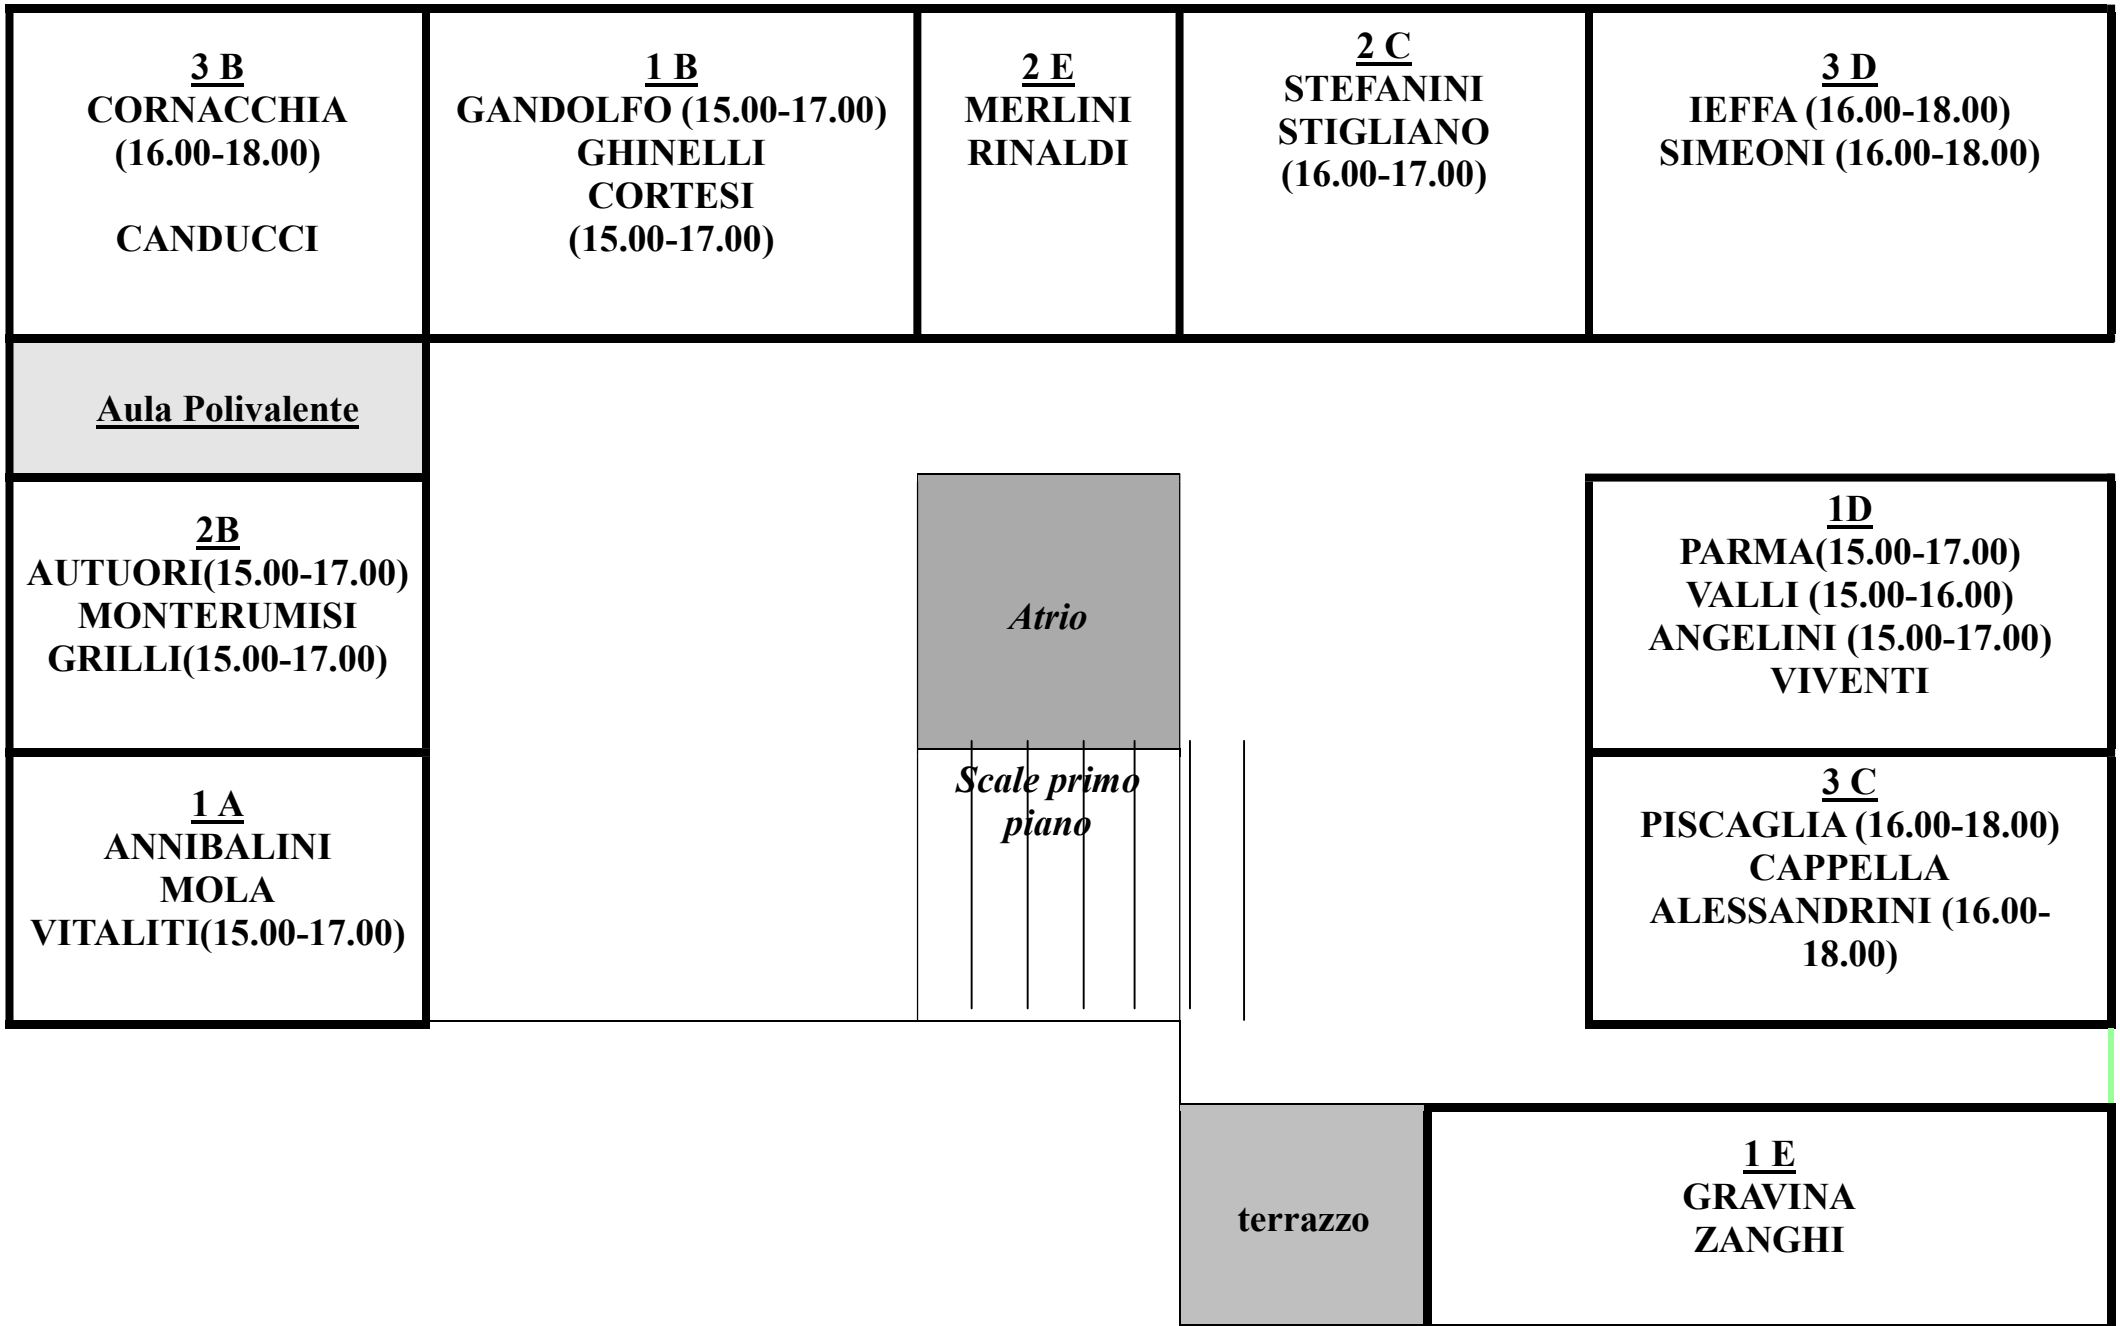 3 B
CORNACCHIA
(16.00-18.00)
CANDUCCI
1 B
GANDOLFO (15.00-17.00)
GHINELLI
CORTESI
(15.00-17.00)
2 E
MERLINI
RINALDI
2 C
STEFANINI
STIGLIANO
(16.00-17.00)
3 D
IEFFA (16.00-18.00)
SIMEONI (16.00-18.00)
Aula Polivalente
2B
AUTUORI(15.00-17.00)
MONTERUMISI
GRILLI(15.00-17.00)
Atrio
1D
PARMA(15.00-17.00)
VALLI (15.00-16.00)
ANGELINI (15.00-17.00)
VIVENTI
1 A
ANNIBALINI
MOLA
VITALITI(15.00-17.00)
Scale primo
piano
3 C
PISCAGLIA (16.00-18.00)
CAPPELLA
ALESSANDRINI (16.00-
18.00)
terrazzo
1 E
GRAVINA
ZANGHI